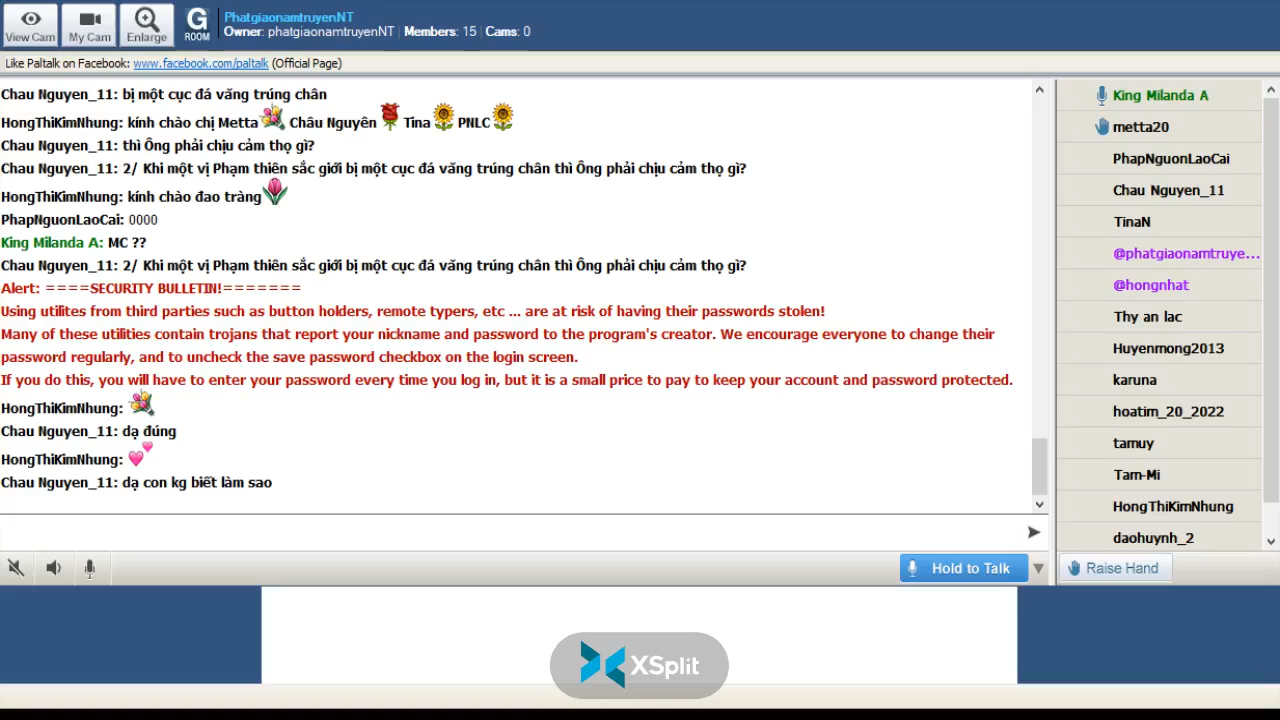 View Cam
My Cam
Enlarge
G
ROOM
PhatgiaonamtruyenNT
Owner: phatgiaonamtruyenNT Members: 15 Cams: 0
Like Paltalk on Facebook: www.facebook.com/paltalk (Official Page)
Chau Nguyen_11: bị một cục đá văng trúng chân
HongThiKimNhung: kính chào chị Metta Châu Nguyên Tina PNLC
Chau Nguyen_11: thì Ông phải chịu cảm thọ gì?
Chau Nguyen_11: 2/ Khi một vị Phạm thiên sắc giới bị một cục đá văng trúng chân thì Ông phải chịu cảm thọ gì?
HongThiKimNhung: kính chào đao tràng
PhapNguonLaoCai: 0000
King Milanda A: MC ??
Chau Nguyen_11: 2/ Khi một vị Phạm thiên sắc giới bị một cục đá văng trúng chân thì Ông phải chịu cảm thọ gì?
Alert: ====SECURITY BULLETIN!=======
Using utilites from third parties such as button holders, remote typers, etc ... are at risk of having their passwords stolen!
Many of these utilities contain trojans that report your nickname and password to the program's creator. We encourage everyone to change their
password regularly, and to uncheck the save password checkbox on the login screen.
If you do this, you will have to enter your password every time you log in, but it is a small price to pay to keep your account and password protected.
HongThiKimNhung:
Chau Nguyen_11: dạ đúng
HongThiKimNhung:
Chau Nguyen_11: dạ con kg biết làm sao
King Milanda A
metta20
PhapNguonLaoCai
Chau Nguyen_11
TinaN
@phatgiaonamtruye...
@hongnhat
Thy an lac
Huyenmong2013
karuna
hoatim_20_2022
tamuy
Tam-Mi
HongThiKimNhung
daohuynh_2
Hold to Talk
Raise Hand
XSplit